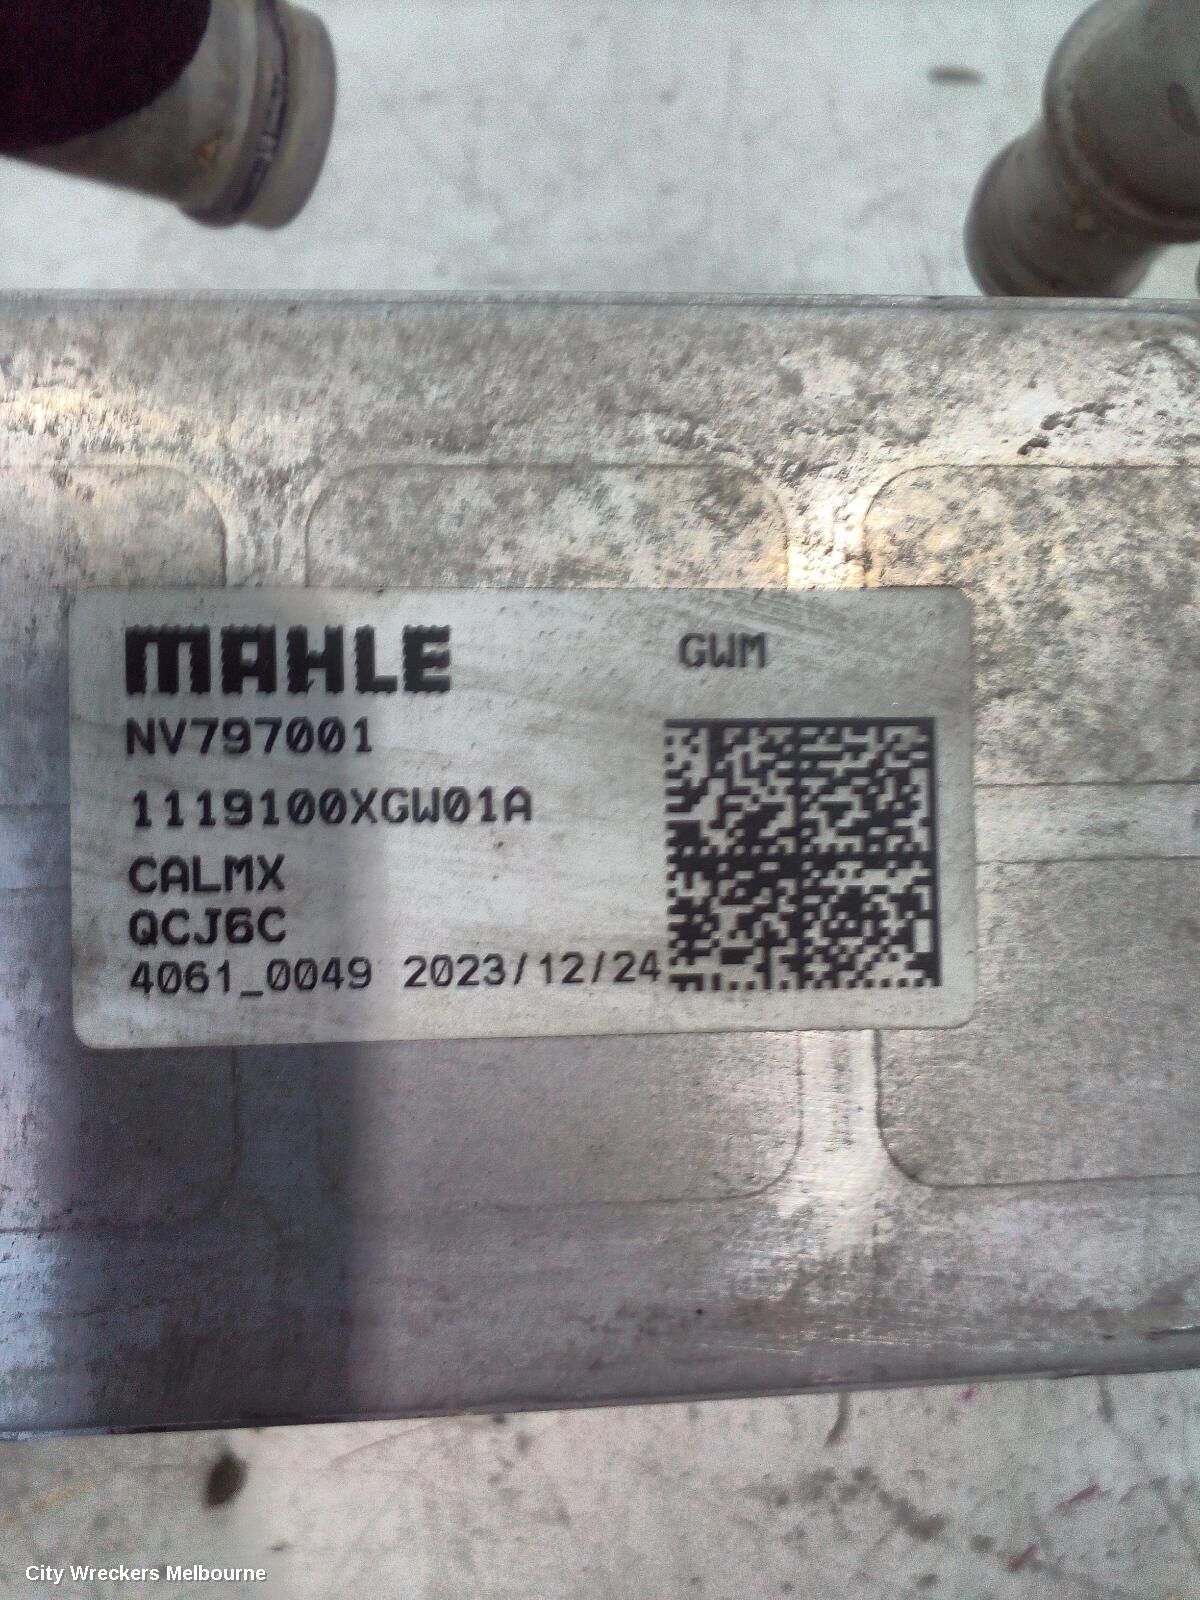 MAHLE
GWM
NV797001
1119100XGW01A
CALMX
QCJ6C
4061_0049 2023/12/24
City Wreckers Melbourne